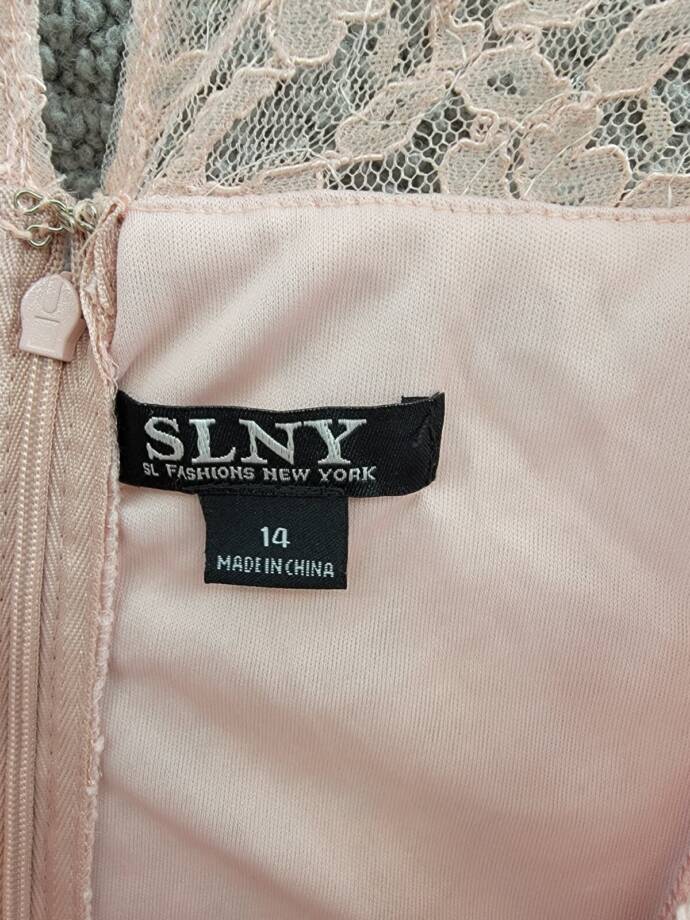 SLNY
SL FASHIONS NEW YORK
14
MADE IN CHINA